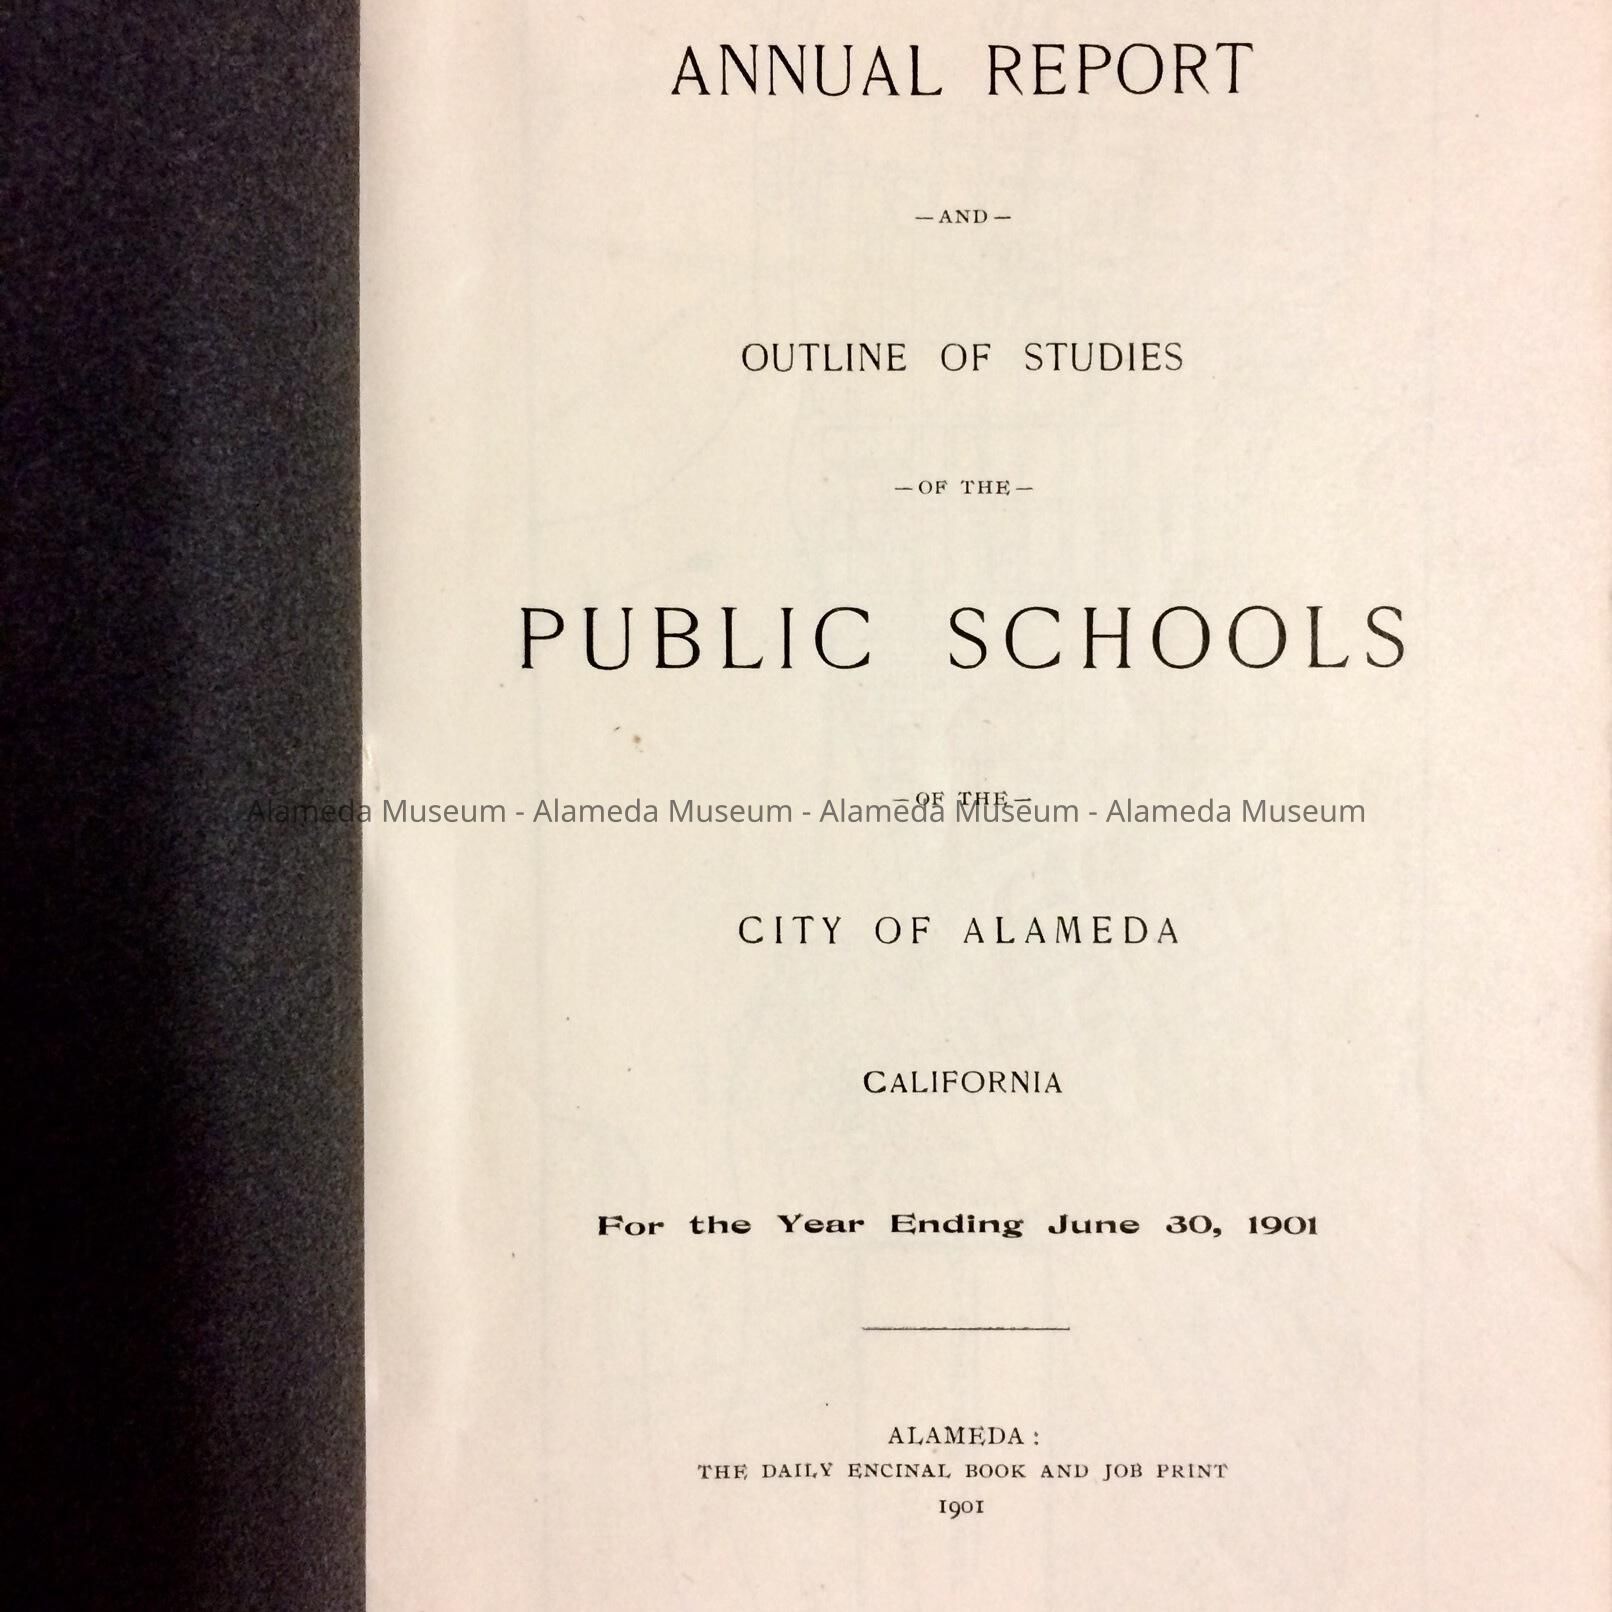 ANNUAL REPORT
—AND—
OUTLINE OF STUDIES
—OF THE—
PUBLIC SCHOOLS
—OF THE—
Alameda Museum - Alameda Museum - Alameda Museum - Alameda Museum
CITY OF ALAMEDA
CALIFORNIA
For the Year Ending June 30, 1901
ALAMEDA:
THE DAILY ENCINAL BOOK AND JOB PRINT
1901